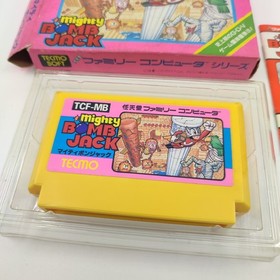 Mighty
BOMB
JACK
TECMO
SOFT
ファミリー コンピュータ シリーズ
TCF-MB
任天堂 ファミリー コンピュータ
Mighty
BOMB
JACK
マイティボンジャック
TECMO